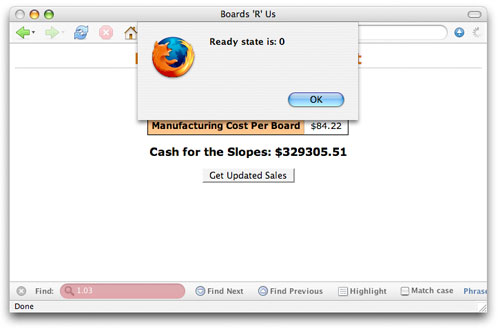 Boards 'R' Us
Ready state is: 0
OK
Manufacturing Cost Per Board $84.22
Cash for the Slopes: $329305.51
Get Updated Sales
Find: 1.03 Find Next Find Previous Highlight Match case Phrase
Done